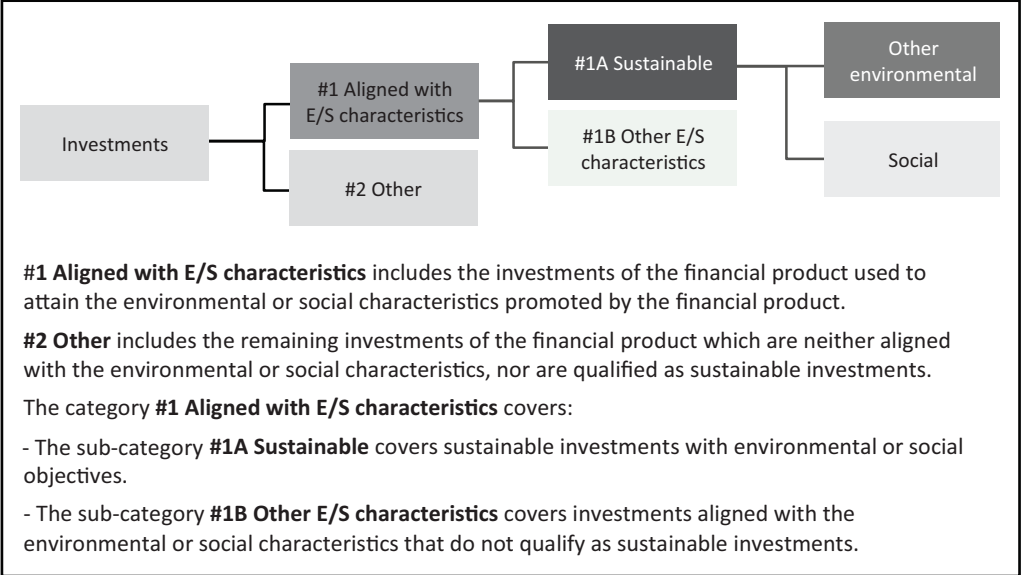 Investments
#1 Aligned with
E/S characteristics
#2 Other
#1A Sustainable
#1B Other E/S
characteristics
Other
environmental
Social
#1 Aligned with E/S characteristics includes the investments of the financial product used to
attain the environmental or social characteristics promoted by the financial product.
#2 Other includes the remaining investments of the financial product which are neither aligned
with the environmental or social characteristics, nor are qualified as sustainable investments.
The category #1 Aligned with E/S characteristics covers:
- The sub-category #1A Sustainable covers sustainable investments with environmental or social
objectives.
- The sub-category #1B Other E/S characteristics covers investments aligned with the
environmental or social characteristics that do not qualify as sustainable investments.